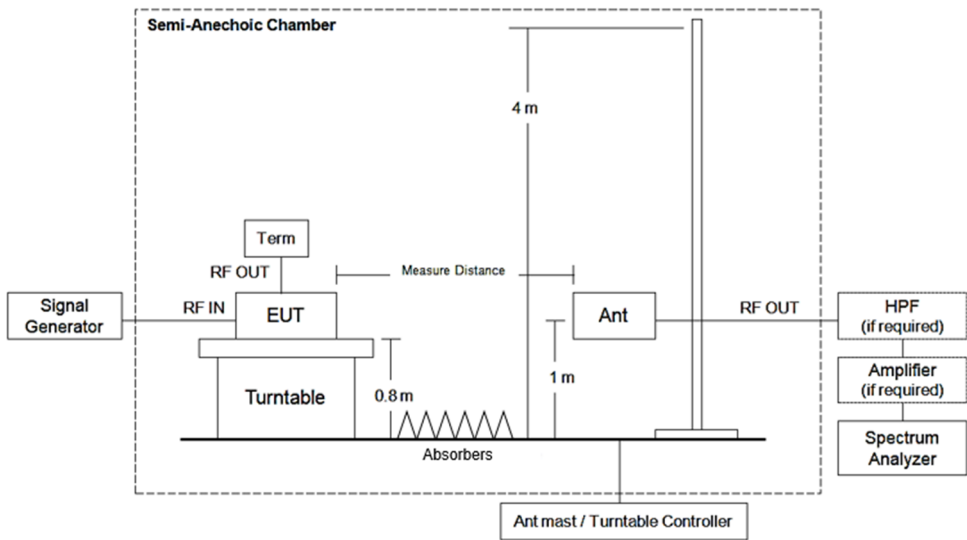 Semi-Anechoic Chamber
4 m
Term
RF OUT
Measure Distance
Signal
Generator
RF IN
EUT
Ant
RF OUT
HPF
(if required)
Turntable
0.8 m
1 m
Amplifier
(if required)
Absorbers
Spectrum
Analyzer
Ant mast / Turntable Controller